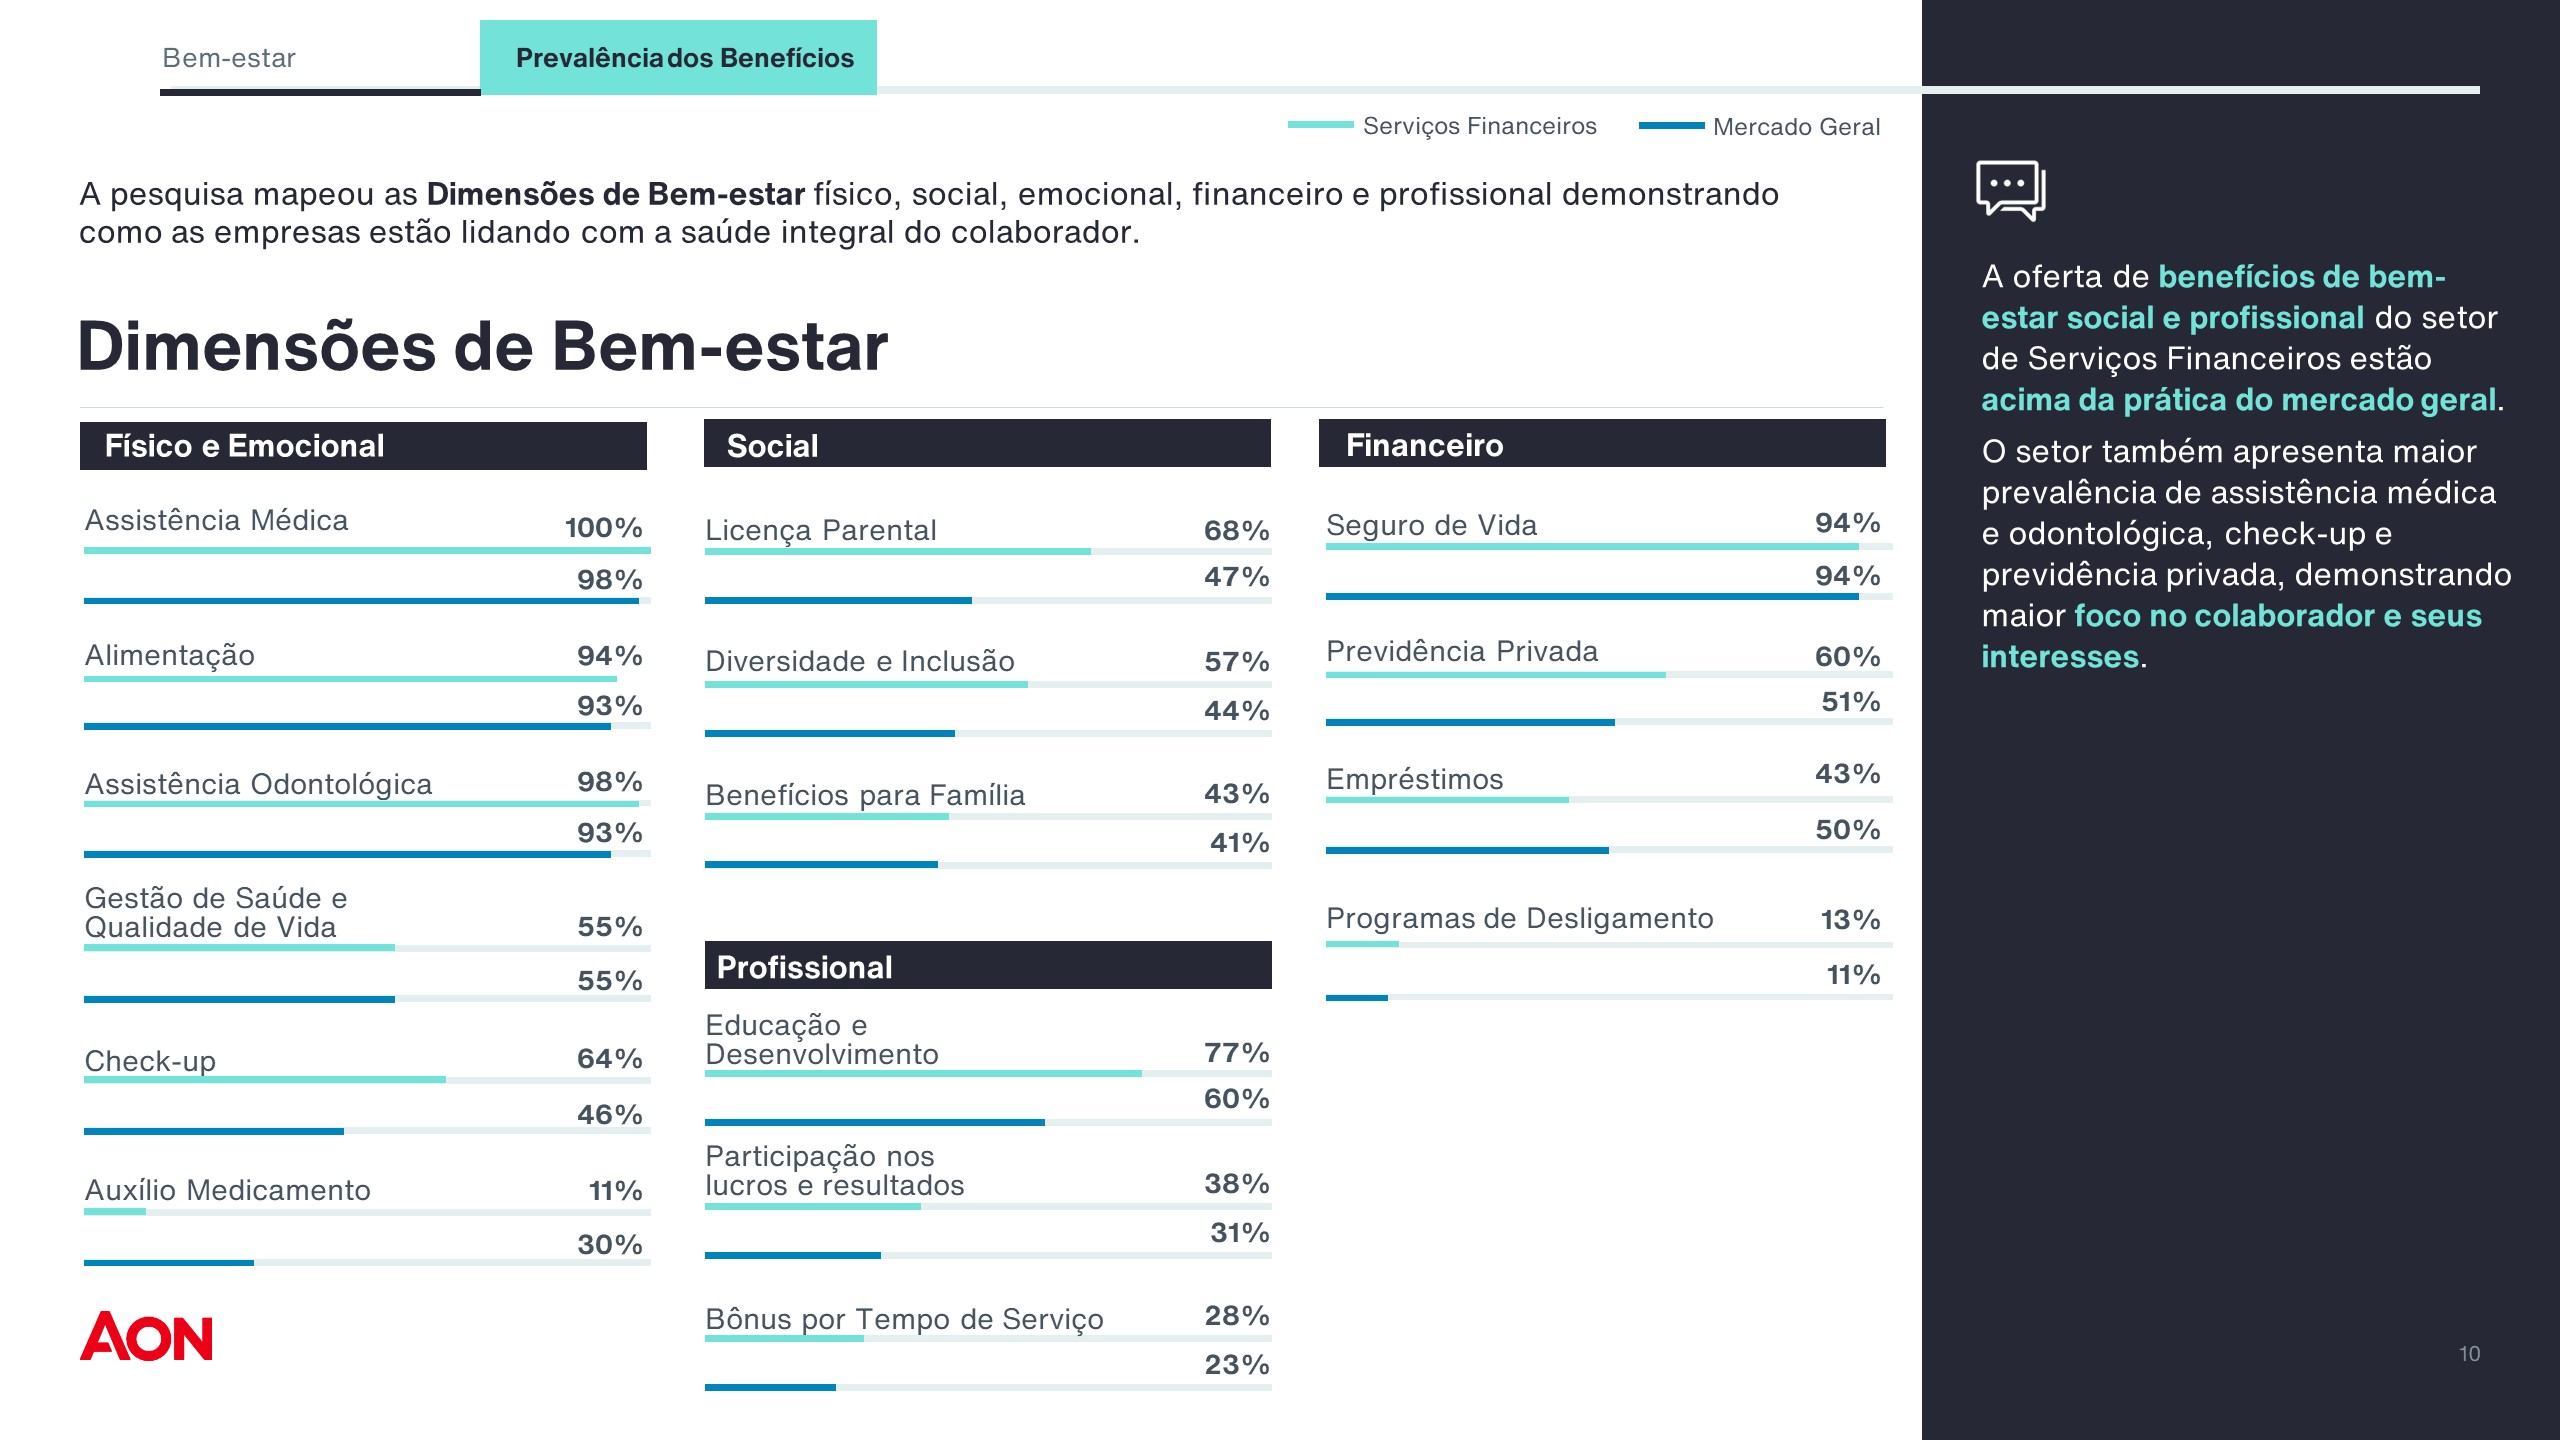 Bem-estar
Prevalência dos Benefícios
Serviços Financeiros
Mercado Geral
A pesquisa mapeou as Dimensões de Bem-estar físico, social, emocional, financeiro e profissional demonstrando
como as empresas estão lidando com a saúde integral do colaborador.
Dimensões de Bem-estar
Físico e Emocional
Assistência Médica
100%
98%
Alimentação
94%
93%
Assistência Odontológica
98%
93%
Gestão de Saúde e
Qualidade de Vida
55%
55%
Check-up
64%
46%
Auxílio Medicamento
11%
30%
Social
Licença Parental
68%
47%
Diversidade e Inclusão
57%
44%
Benefícios para Família
43%
41%
Profissional
Educação e
Desenvolvimento
77%
60%
Participação nos
lucros e resultados
38%
31%
Bônus por Tempo de Serviço
28%
23%
Financeiro
Seguro de Vida
94%
94%
Previdência Privada
60%
51%
Empréstimos
43%
50%
Programas de Desligamento
13%
11%
A oferta de benefícios de bem-
estar social e profissional do setor
de Serviços Financeiros estão
acima da prática do mercado geral.
O setor também apresenta maior
prevalência de assistência médica
e odontológica, check-up e
previdência privada, demonstrando
maior foco no colaborador e seus
interesses.
AON
10